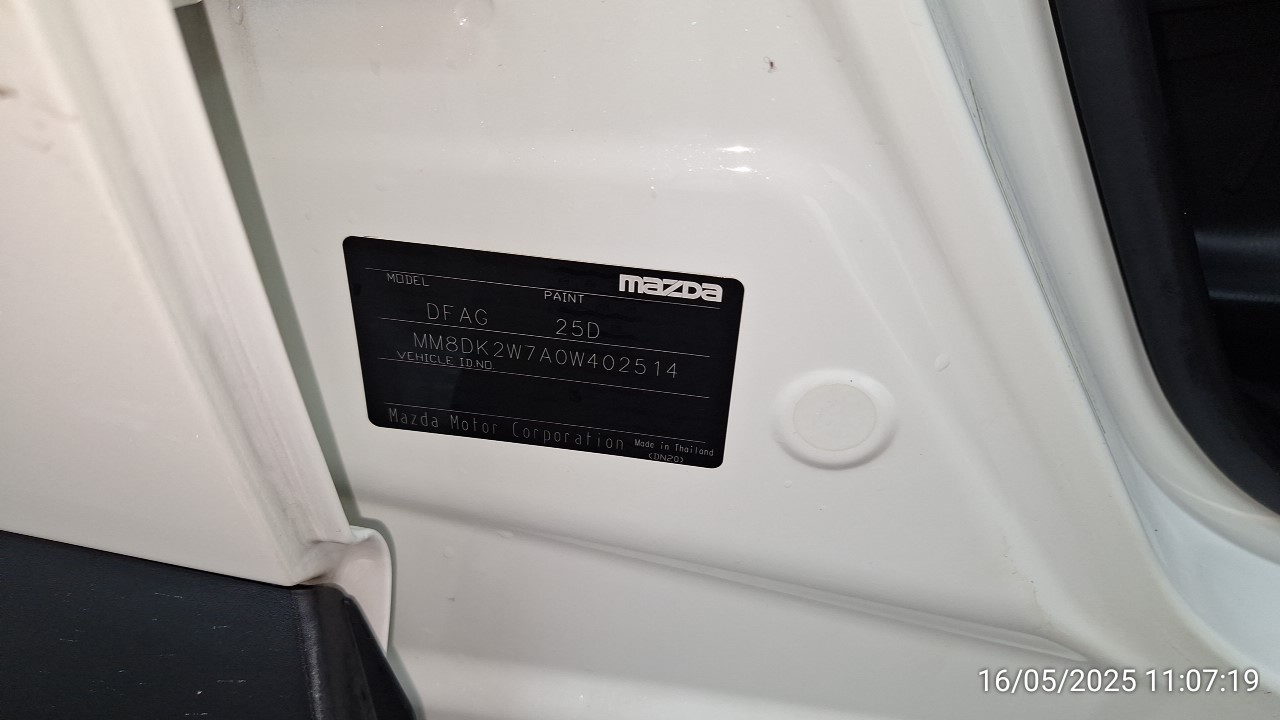 mazda
MODEL PAINT
DFAG 25D
MM8DK2W7A0W402514
VEHICLE ID.NO.
Mazda Motor Corporation Made in Thailand
(DN20)
16/05/2025 11:07:19